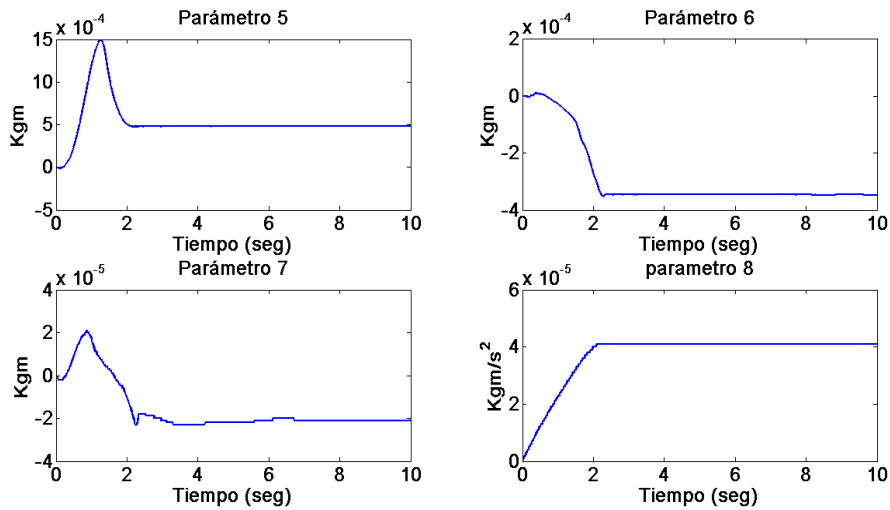 Parámetro 5
x 10⁻⁴
15
10
5
0
−5
Kgm
0 2 4 6 8 10
Tiempo (seg)
Parámetro 6
x 10⁻⁴
2
0
−2
−4
Kgm
0 2 4 6 8 10
Tiempo (seg)
Parámetro 7
x 10⁻⁵
4
2
0
−2
−4
Kgm
0 2 4 6 8 10
Tiempo (seg)
parametro 8
x 10⁻⁵
6
4
2
0
Kgm/s²
0 2 4 6 8 10
Tiempo (seg)